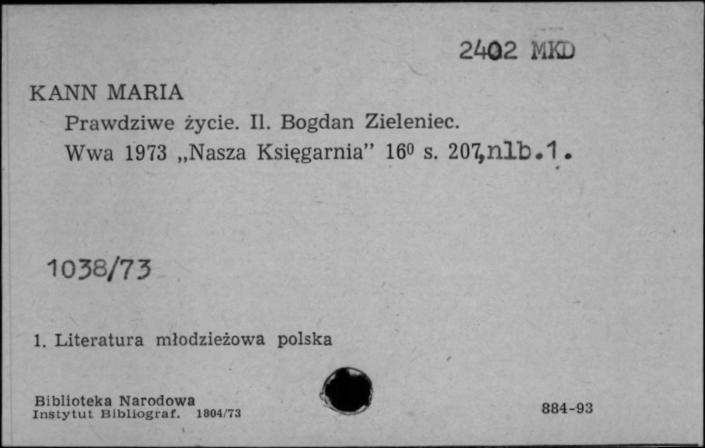 2402 MKD
KANN MARIA
Prawdziwe życie. Il. Bogdan Zieleniec.
Wwa 1973 „Nasza Księgarnia” 16⁰ s. 207,nlb.1.
1038/73
1. Literatura młodzieżowa polska
Biblioteka Narodowa
Instytut Bibliograf. 1804/73
884-93